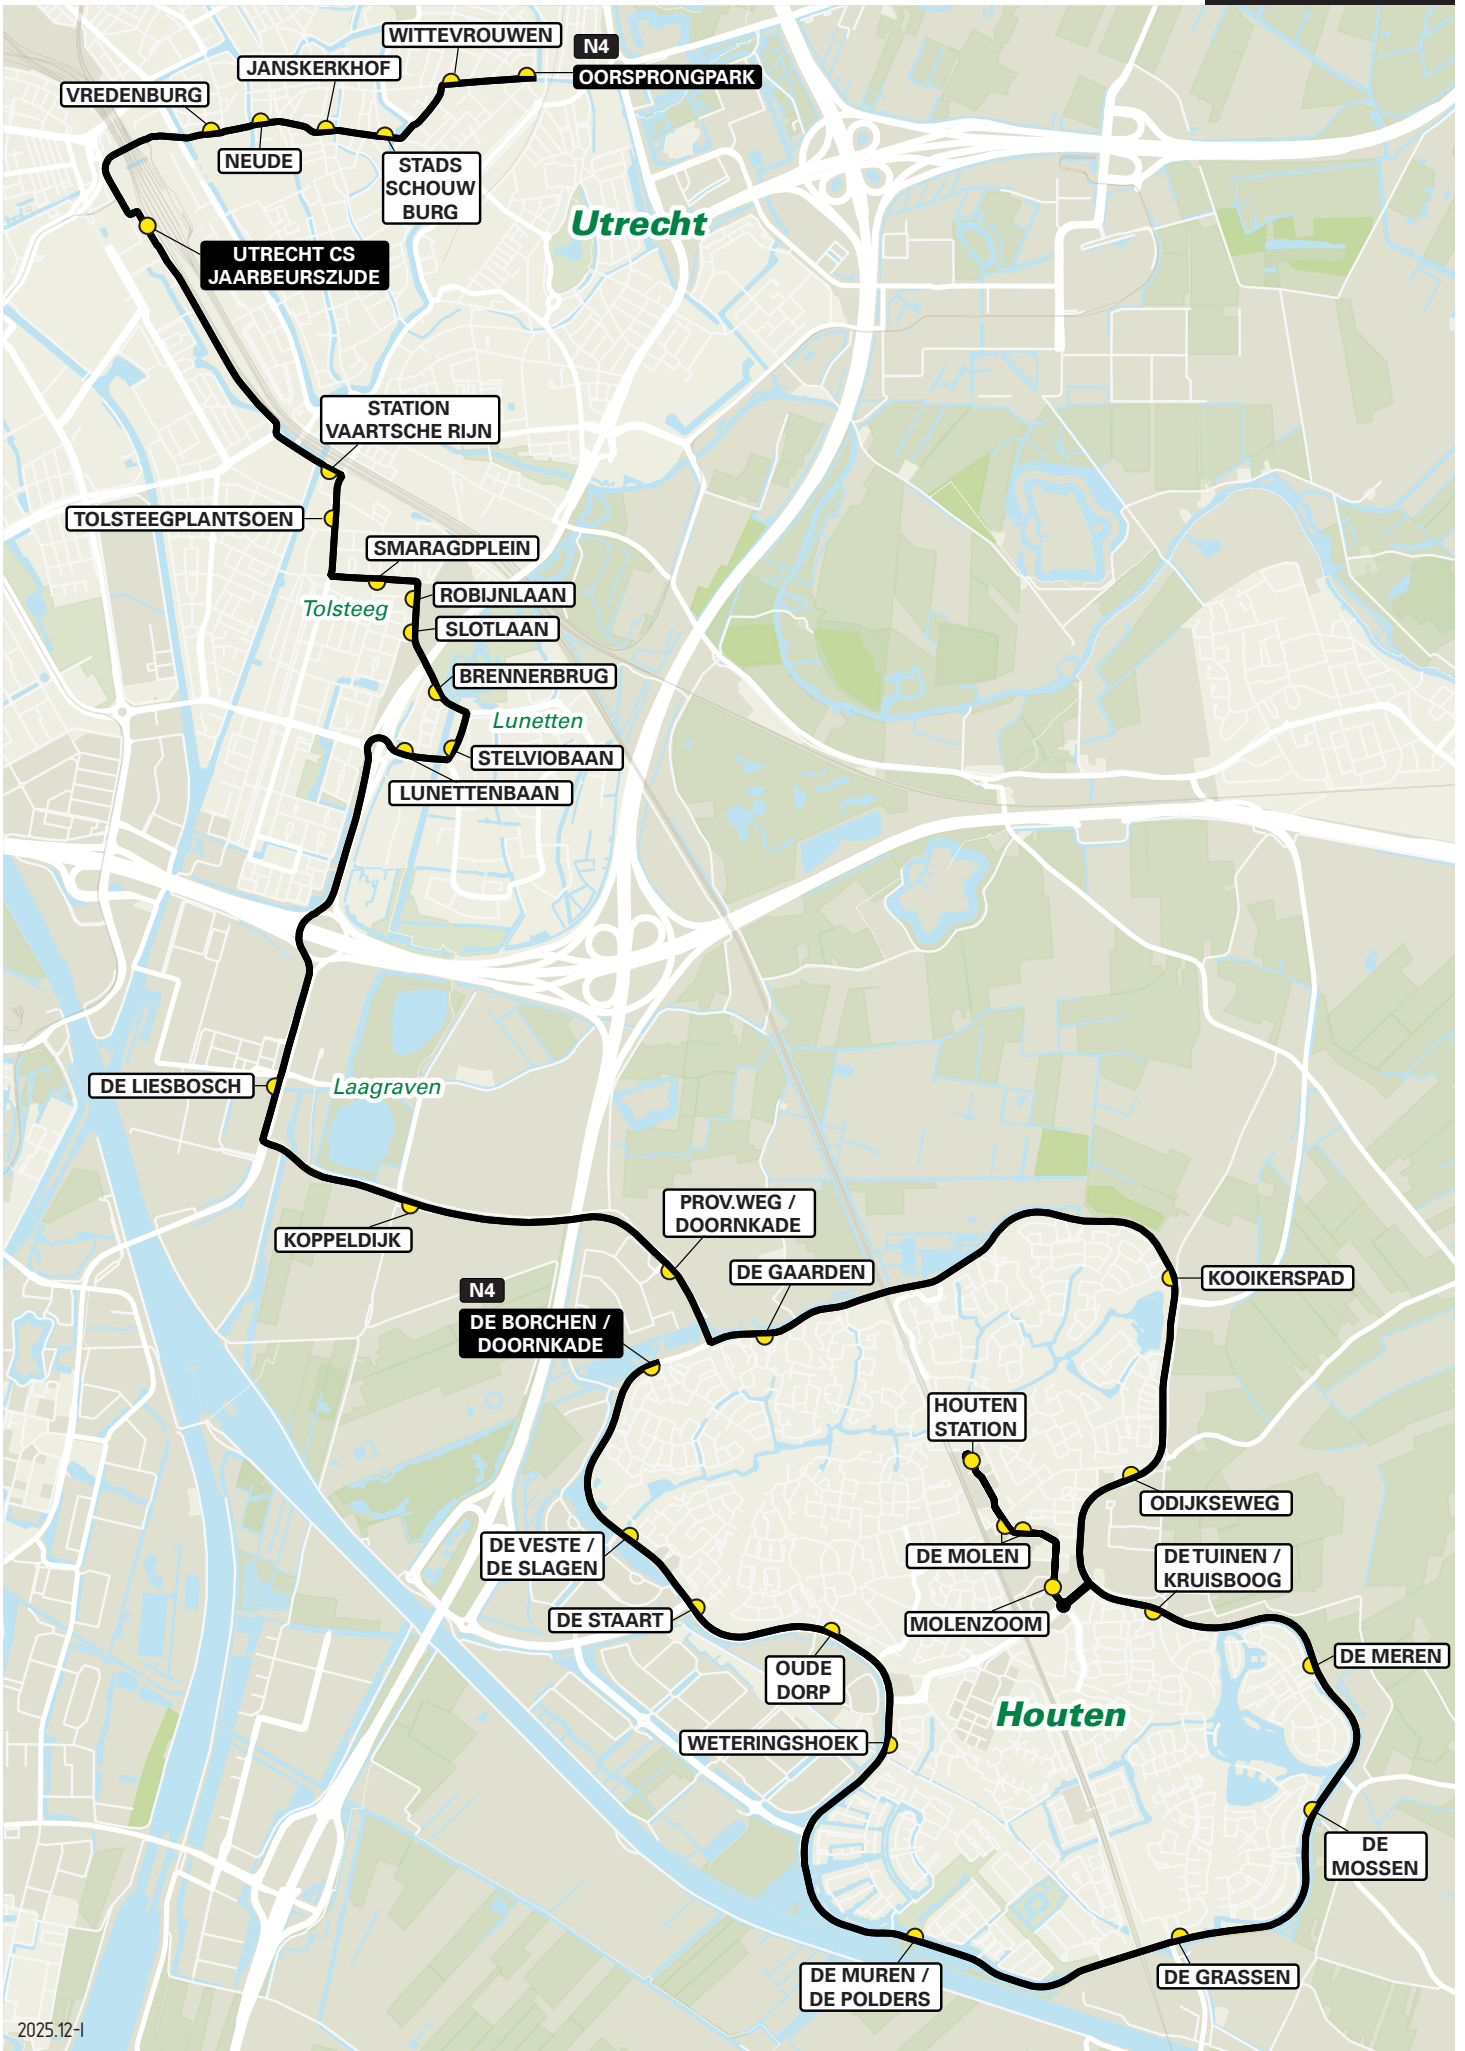 WITTEVROUWEN
N4
OORSPRONGPARK
JANSKERKHOF
VREDENBURG
NEUDE
STADS
SCHOUW
BURG
Utrecht
UTRECHT CS
JAARBEURSZIJDE
STATION
VAARTSCHE RIJN
TOLSTEEGPLANTSOEN
SMARAGDPLEIN
ROBIJNLAAN
Tolsteeg
SLOTLAAN
BRENNERBRUG
Lunetten
STELVIOBAAN
LUNETTENBAAN
DE LIESBOSCH
Laagraven
KOPPELDIJK
PROV.WEG /
DOORNKADE
DE GAARDEN
KOOIKERSPAD
N4
DE BORCHEN /
DOORNKADE
HOUTEN
STATION
ODIJKSEWEG
DE VESTE /
DE SLAGEN
DE MOLEN
DE TUINEN /
KRUISBOOG
DE STAART
MOLENZOOM
DE MEREN
OUDE
DORP
Houten
WETERINGSHOEK
DE
MOSSEN
DE MUREN /
DE POLDERS
DE GRASSEN
2025.12-I